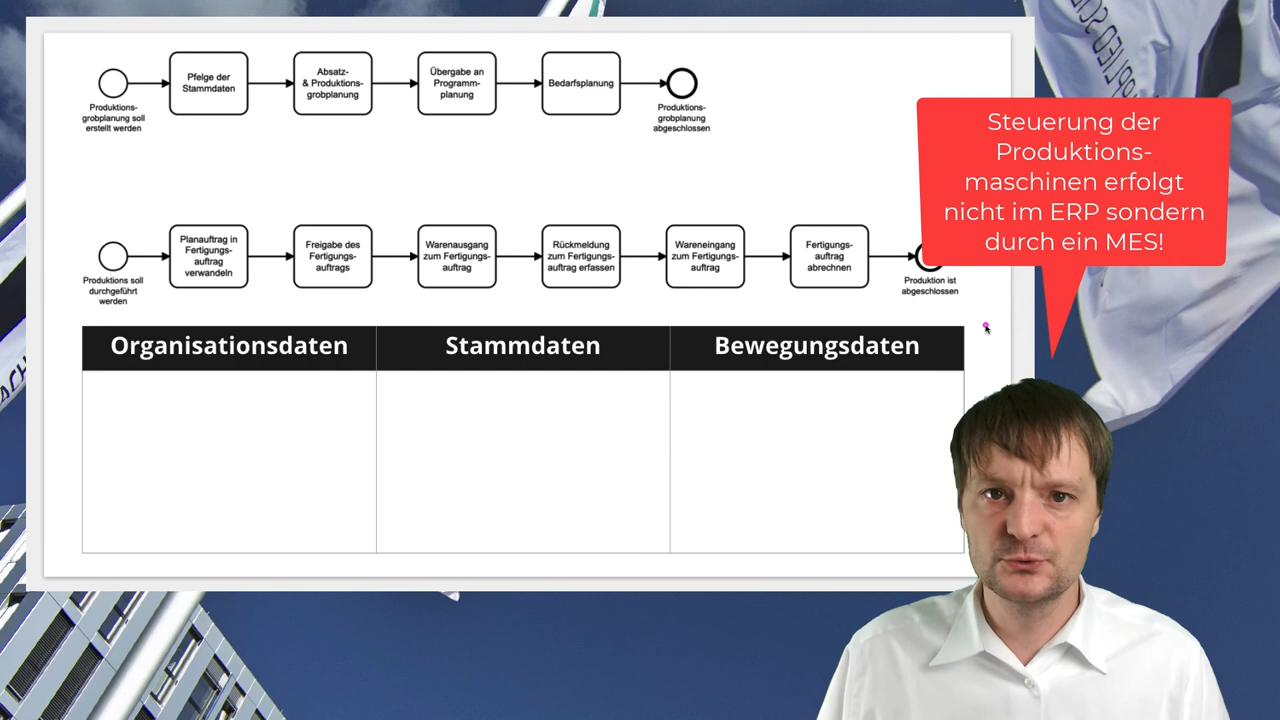 Pfelge der
Stammdaten
Absatz-
& Produktions-
grobplanung
Übergabe an
Programm-
planung
Bedarfsplanung
Produktions-
grobplanung soll
erstellt werden
Produktions-
grobplanung
abgeschlossen
Steuerung der
Produktions-
maschinen erfolgt
nicht im ERP sondern
durch ein MES!
Planauftrag in
Fertigungs-
auftrag
verwandeln
Freigabe des
Fertigungs-
auftrags
Warenausgang
zum Fertigungs-
auftrag
Rückmeldung
zum Fertigungs-
auftrag erfassen
Wareneingang
zum Fertigungs-
auftrag
Fertigungs-
auftrag
abrechnen
Produktions soll
durchgeführt
werden
Produktion ist
abgeschlossen
Organisationsdaten
Stammdaten
Bewegungsdaten